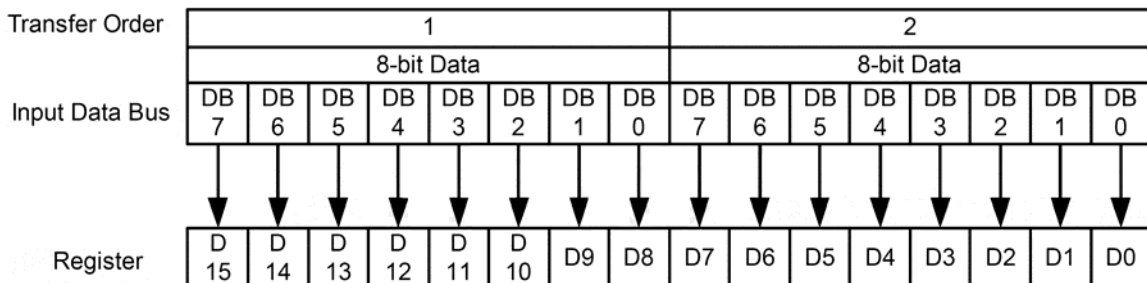 Transfer Order 1 2
8-bit Data 8-bit Data
Input Data Bus DB 7 DB 6 DB 5 DB 4 DB 3 DB 2 DB 1 DB 0 DB 7 DB 6 DB 5 DB 4 DB 3 DB 2 DB 1 DB 0
Register D 15 D 14 D 13 D 12 D 11 D 10 D9 D8 D7 D6 D5 D4 D3 D2 D1 D0